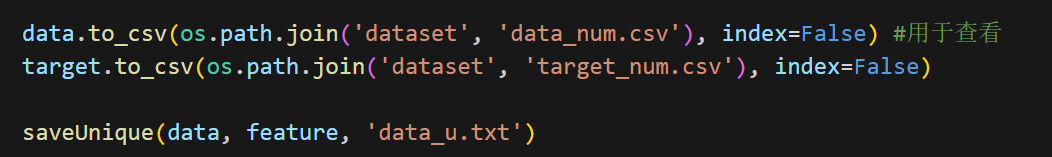 data.to_csv(os.path.join('dataset', 'data_num.csv'), index=False) #用于查看
target.to_csv(os.path.join('dataset', 'target_num.csv'), index=False)
saveUnique(data, feature, 'data_u.txt')